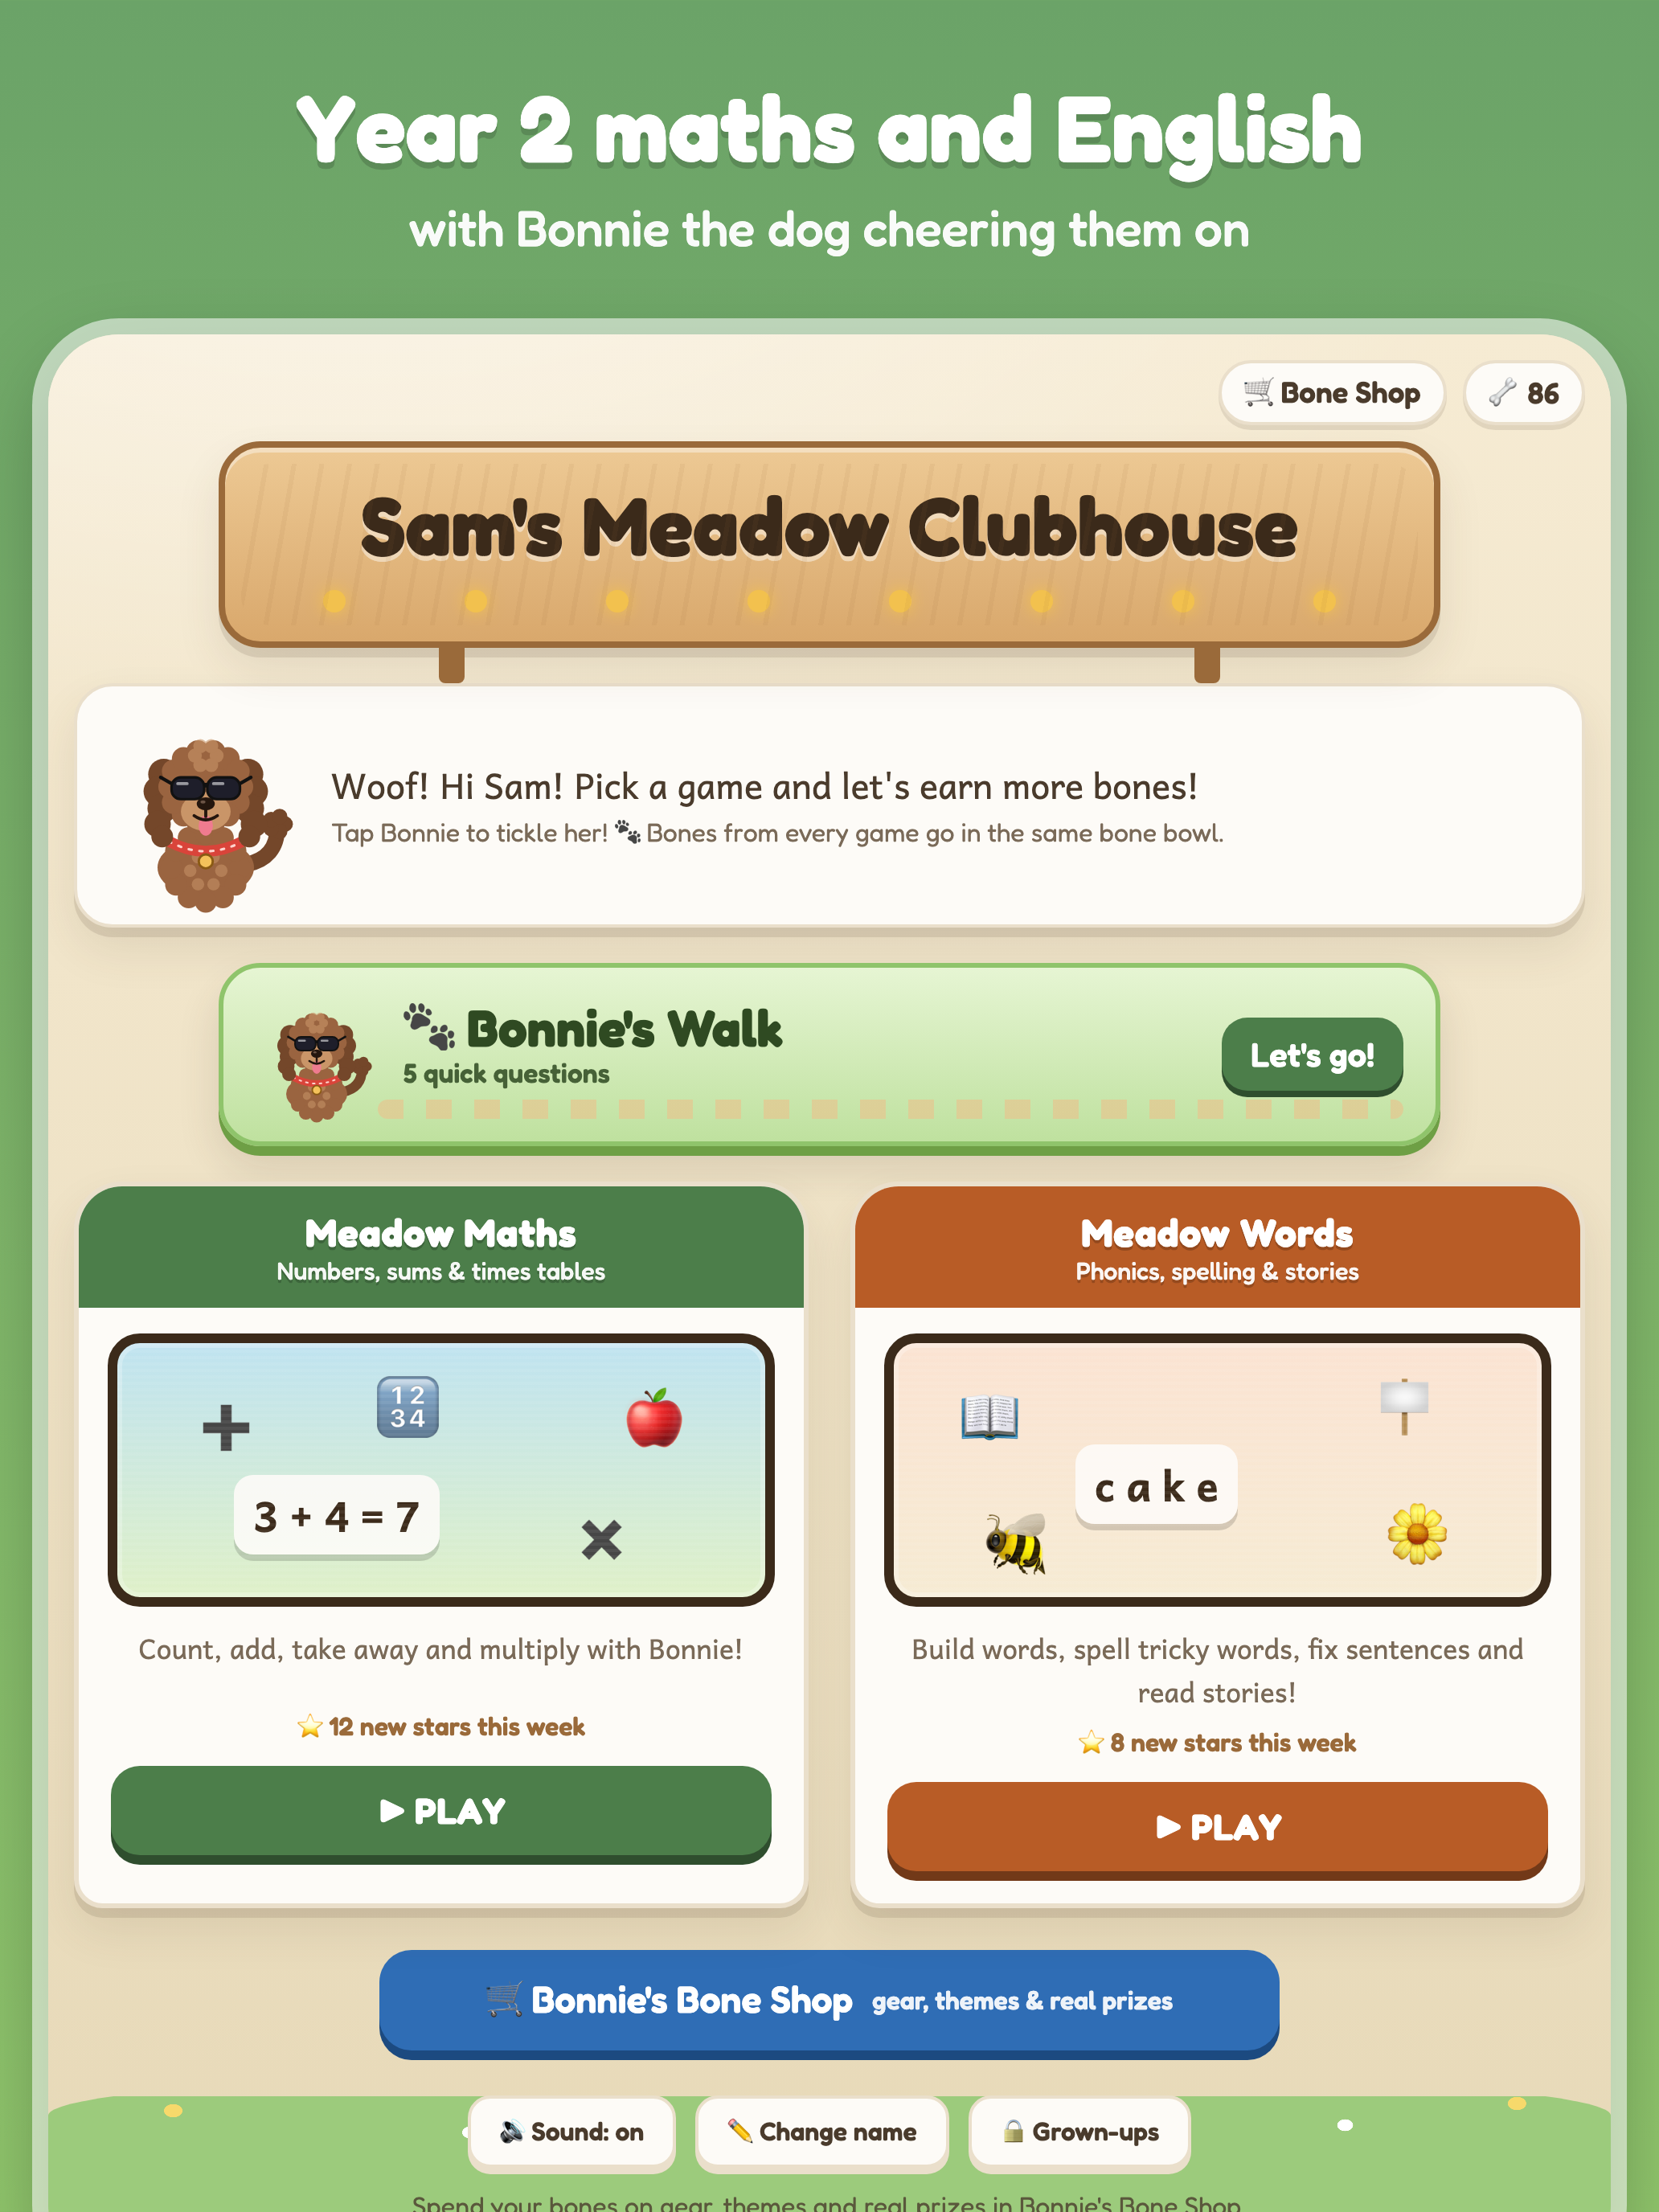 Year 2 maths and English
with Bonnie the dog cheering them on
Bone Shop
86
Sam's Meadow Clubhouse
Woof! Hi Sam! Pick a game and let's earn more bones!
Tap Bonnie to tickle her! 🐾 Bones from every game go in the same bone bowl.
Bonnie's Walk
5 quick questions
Let's go!
Meadow Maths
Numbers, sums & times tables
12
34
3 + 4 = 7
Count, add, take away and multiply with Bonnie!
12 new stars this week
PLAY
Meadow Words
Phonics, spelling & stories
cake
Build words, spell tricky words, fix sentences and
read stories!
8 new stars this week
PLAY
Bonnie's Bone Shop gear, themes & real prizes
Sound: on
Change name
Grown-ups
Spend your bones on gear, themes and real prizes in Bonnie's Bone Shop